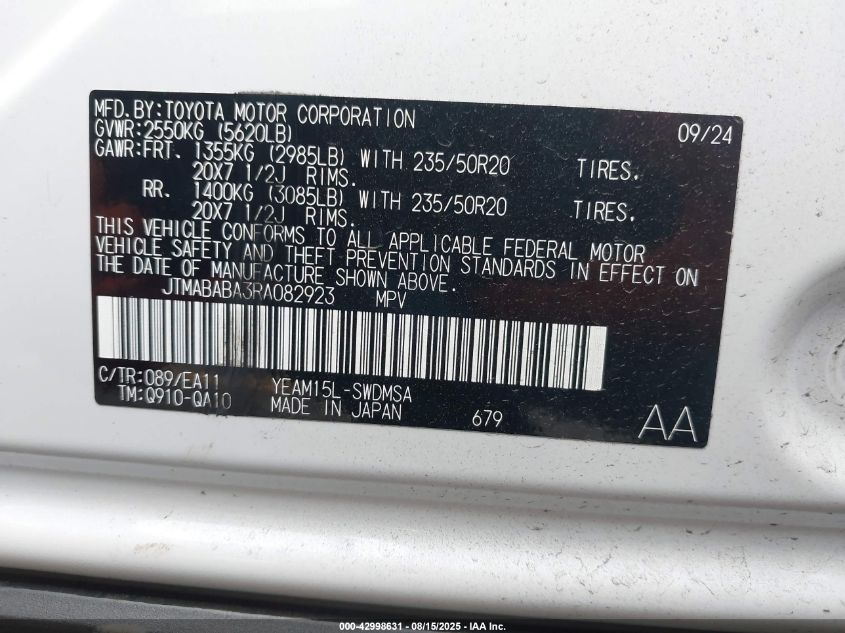 MFD. BY: TOYOTA MOTOR CORPORATION 09/24
GVWR: 2550KG (5620LB)
GAWR: FRT. 1355KG (2985LB) WITH 235/50R20 TIRES.
20X7 1/2J RIMS.
RR. 1400KG (3085LB) WITH 235/50R20 TIRES.
20X7 1/2J RIMS.
THIS VEHICLE CONFORMS TO ALL APPLICABLE FEDERAL MOTOR
VEHICLE SAFETY AND THEFT PREVENTION STANDARDS IN EFFECT ON
THE DATE OF MANUFACTURE SHOWN ABOVE.
JTMABABA3RA082923 MPV
C/TR: 089/EA11 YEAM15L-SWDMSA
TM: Q910-QA10 MADE IN JAPAN 679 AA
000-42998631 - 08/15/2025 - IAA Inc.